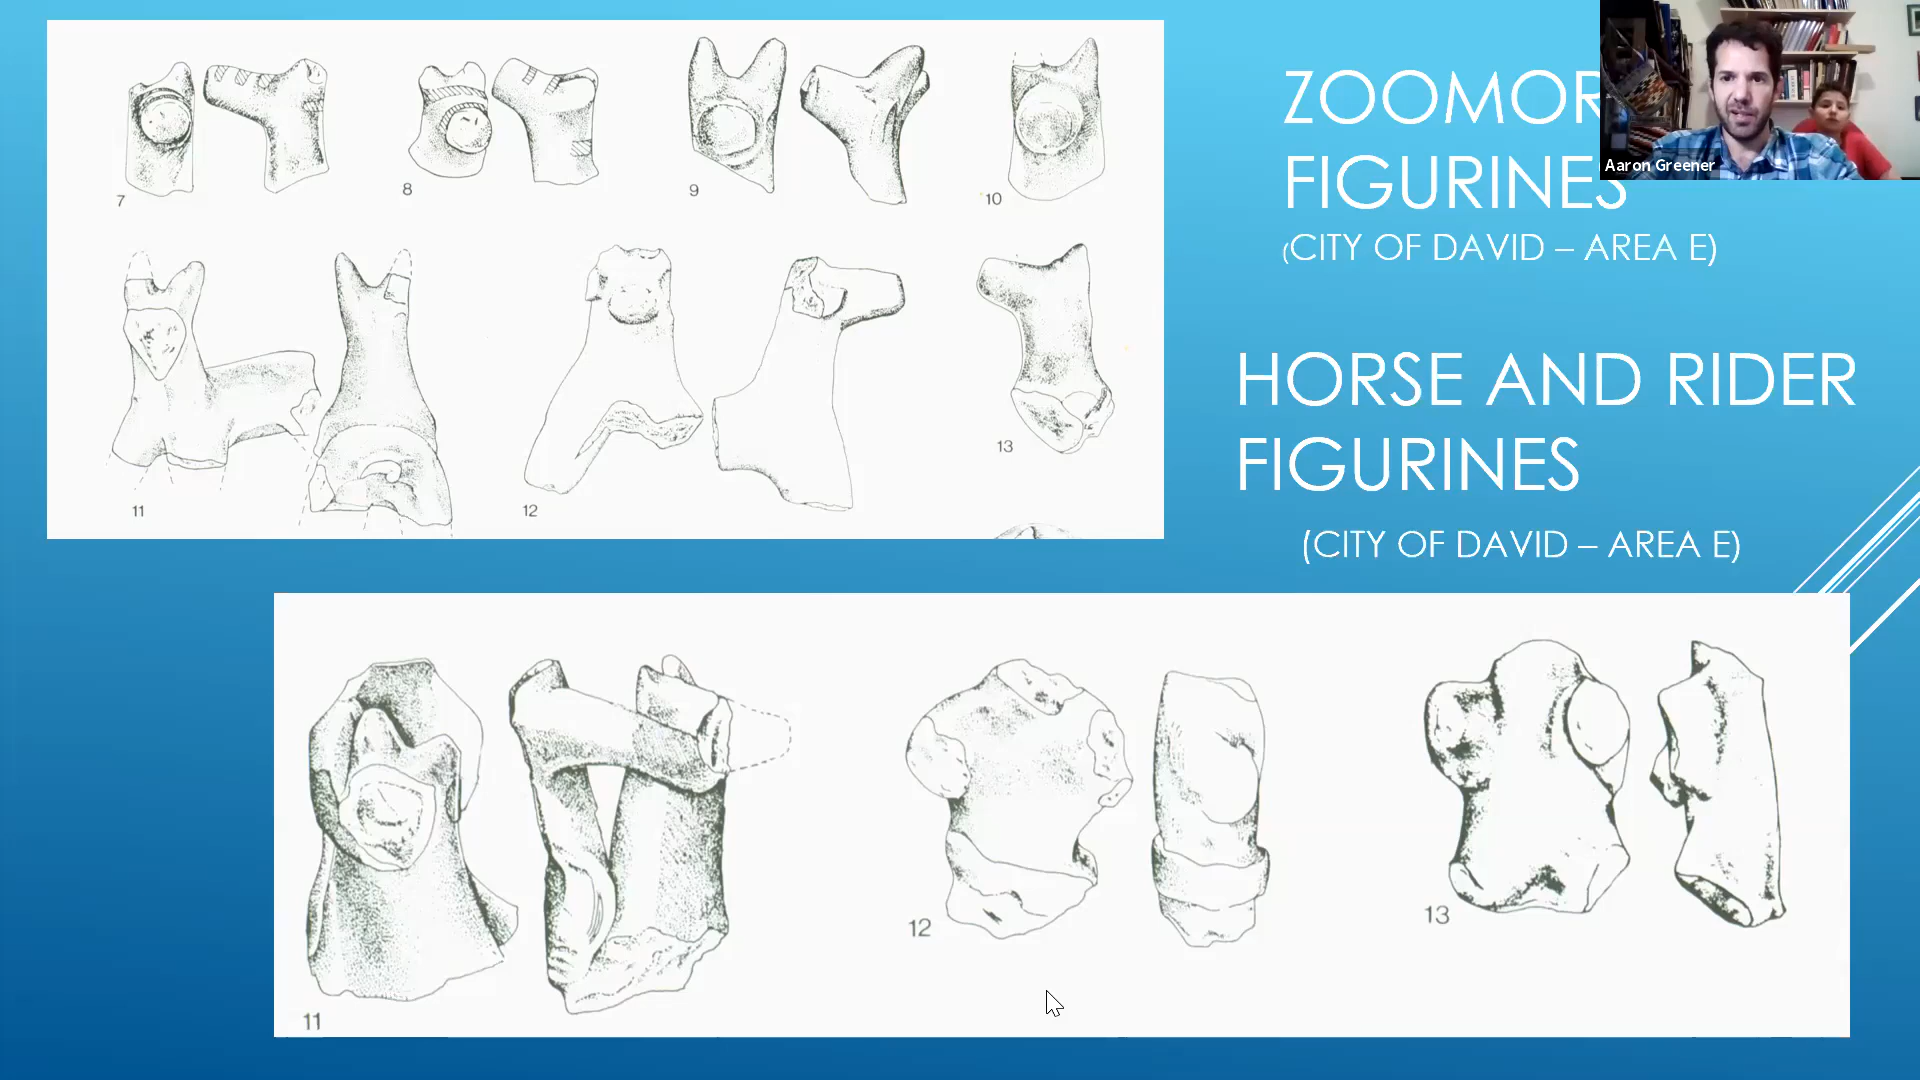 7
8
9
10
11
12
13
ZOOMOR
FIGURINES
(CITY OF DAVID – AREA E)
Aaron Greener
HORSE AND RIDER
FIGURINES
(CITY OF DAVID – AREA E)
11
12
13